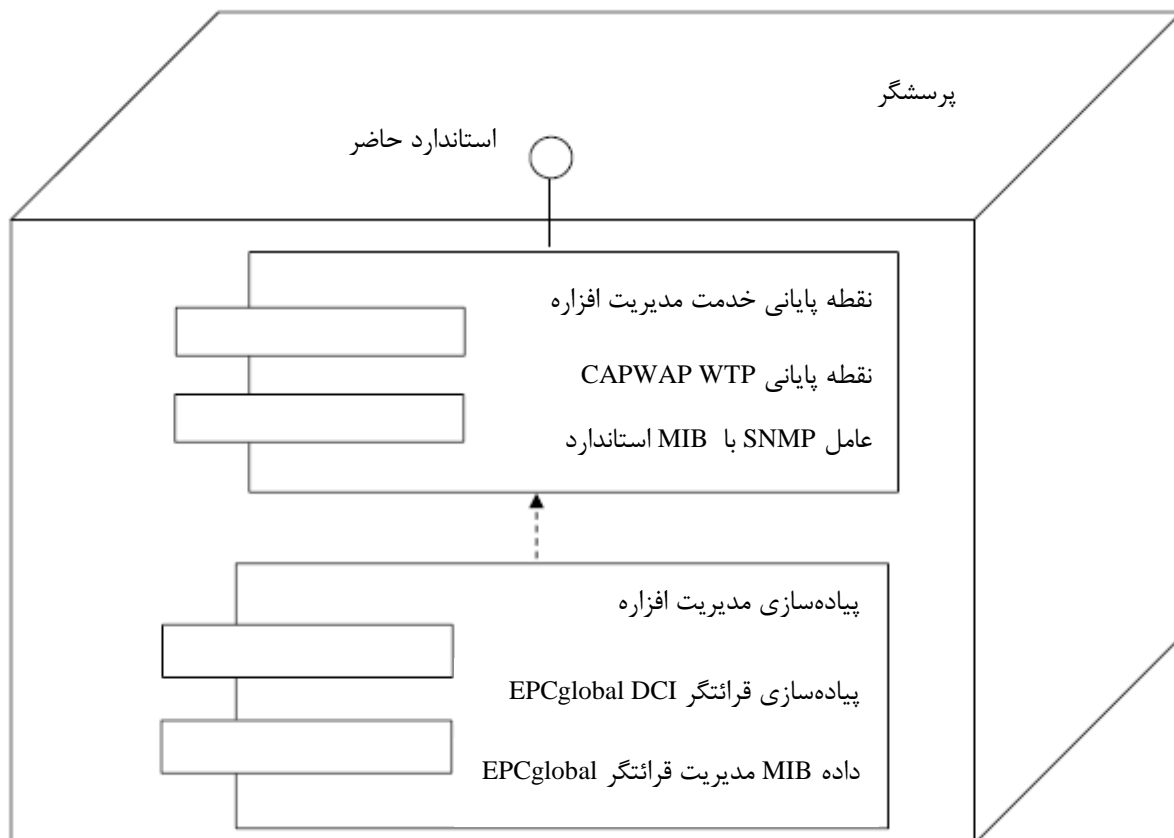 پرسشگر
استاندارد حاضر
نقطه پایانی خدمت مدیریت افزاره
نقطه پایانی CAPWAP WTP
عامل SNMP با MIB استاندارد
پیاده‌سازی مدیریت افزاره
پیاده‌سازی قرائتگر EPCglobal DCI
داده MIB مدیریت قرائتگر EPCglobal